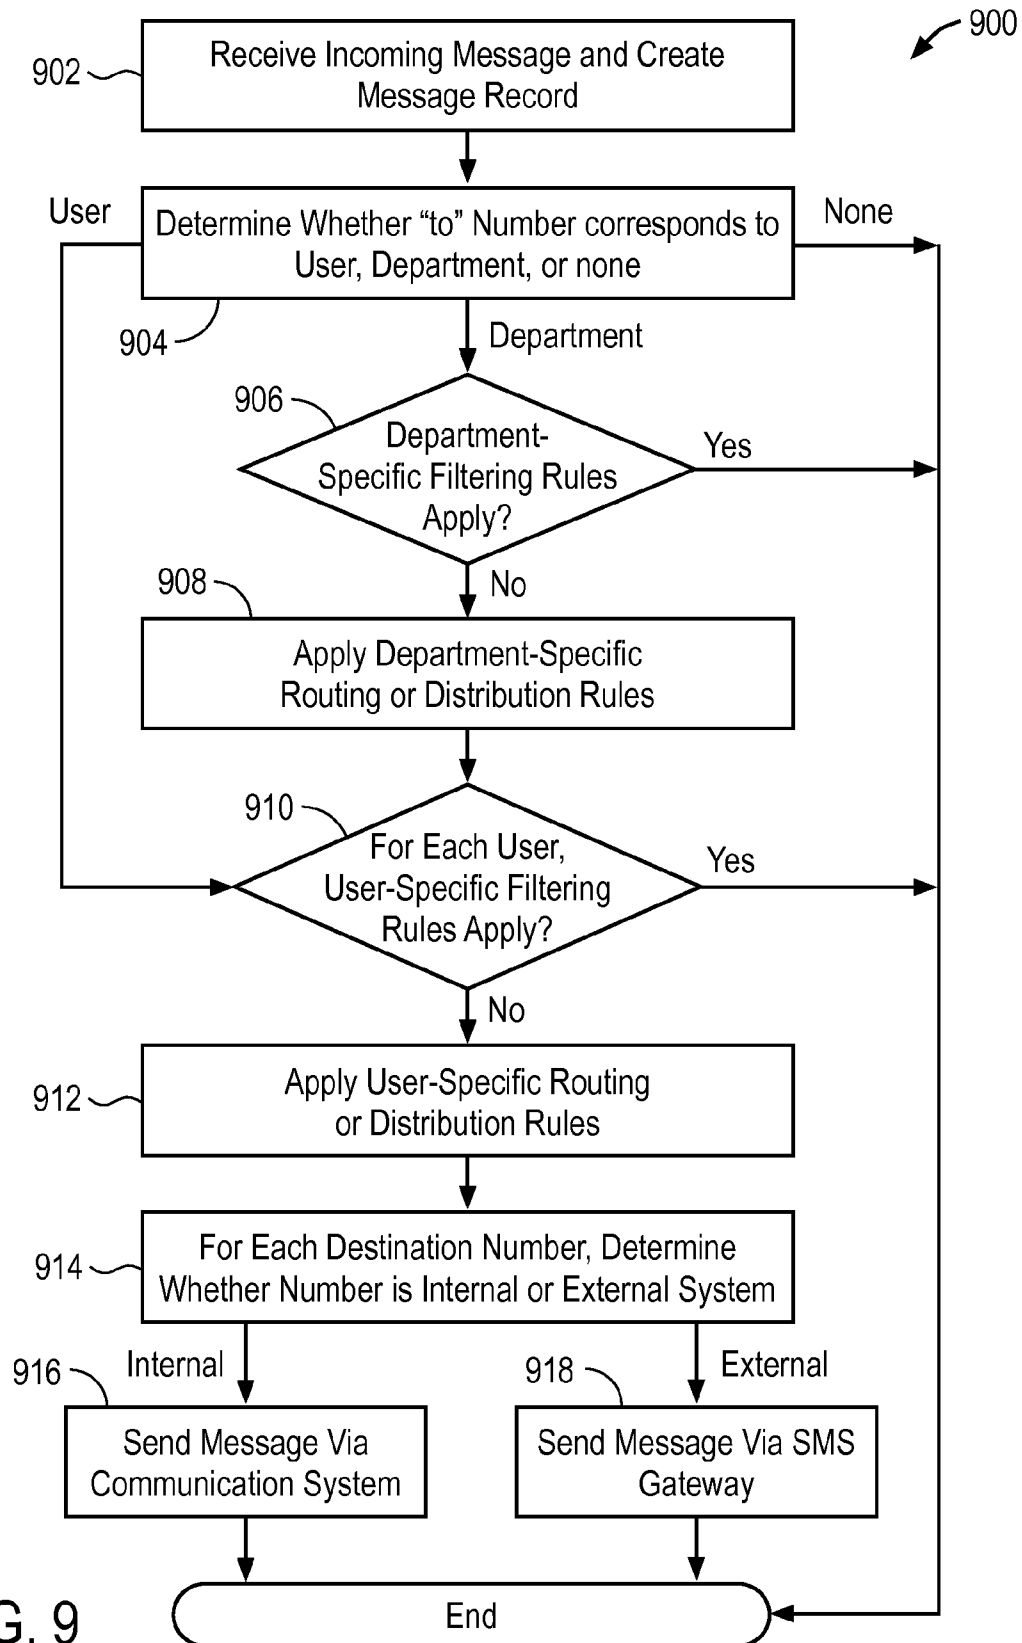 900
902
Receive Incoming Message and Create
Message Record
User
None
Determine Whether “to” Number corresponds to
User, Department, or none
904
Department
906
Department-
Specific Filtering Rules
Apply?
Yes
No
908
Apply Department-Specific
Routing or Distribution Rules
910
For Each User,
User-Specific Filtering
Rules Apply?
Yes
No
912
Apply User-Specific Routing
or Distribution Rules
914
For Each Destination Number, Determine
Whether Number is Internal or External System
Internal
External
916
918
Send Message Via
Communication System
Send Message Via SMS
Gateway
End
G. 9